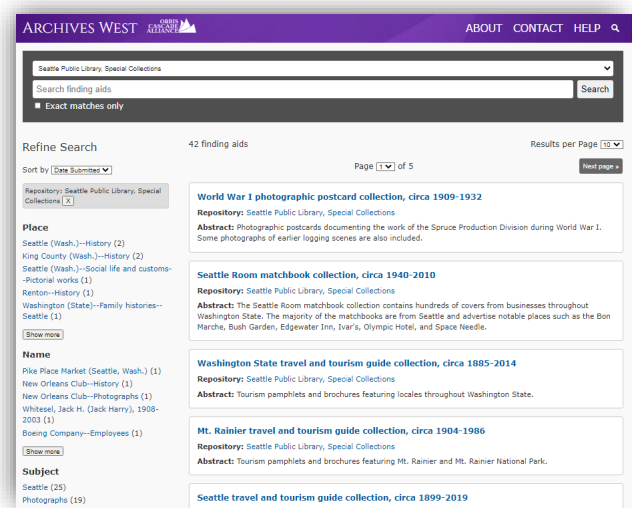 ARCHIVES WEST ORBIS CASCADE ALLIANCE ABOUT CONTACT HELP
Seattle Public Library, Special Collections
Search finding aids Search
Exact matches only
Refine Search
Sort by Date Submitted
Repository: Seattle Public Library, Special
Collections X
Place
Seattle (Wash.)--History (2)
King County (Wash.)--History (2)
Seattle (Wash.)--Social life and customs-
-Pictorial works (1)
Renton--History (1)
Washington (State)--Family histories--
Seattle (1)
Show more
Name
Pike Place Market (Seattle, Wash.) (1)
New Orleans Club--History (1)
New Orleans Club--Photographs (1)
Whitesel, Jack H. (Jack Harry), 1908-
2003 (1)
Boeing Company--Employees (1)
Show more
Subject
Seattle (25)
Photographs (19)
42 finding aids Results per Page 10
Page 1 of 5 Next page »
World War I photographic postcard collection, circa 1909-1932
Repository: Seattle Public Library, Special Collections
Abstract: Photographic postcards documenting the work of the Spruce Production Division during World War I.
Some photographs of earlier logging scenes are also included.
Seattle Room matchbook collection, circa 1940-2010
Repository: Seattle Public Library, Special Collections
Abstract: The Seattle Room matchbook collection contains hundreds of covers from businesses throughout
Washington State. The majority of the matchbooks are from Seattle and advertise notable places such as the Bon
Marche, Bush Garden, Edgewater Inn, Ivar's, Olympic Hotel, and Space Needle.
Washington State travel and tourism guide collection, circa 1885-2014
Repository: Seattle Public Library, Special Collections
Abstract: Tourism pamphlets and brochures featuring locales throughout Washington State.
Mt. Rainier travel and tourism guide collection, circa 1904-1986
Repository: Seattle Public Library, Special Collections
Abstract: Tourism pamphlets and brochures featuring Mt. Rainier and Mt. Rainier National Park.
Seattle travel and tourism guide collection, circa 1899-2019